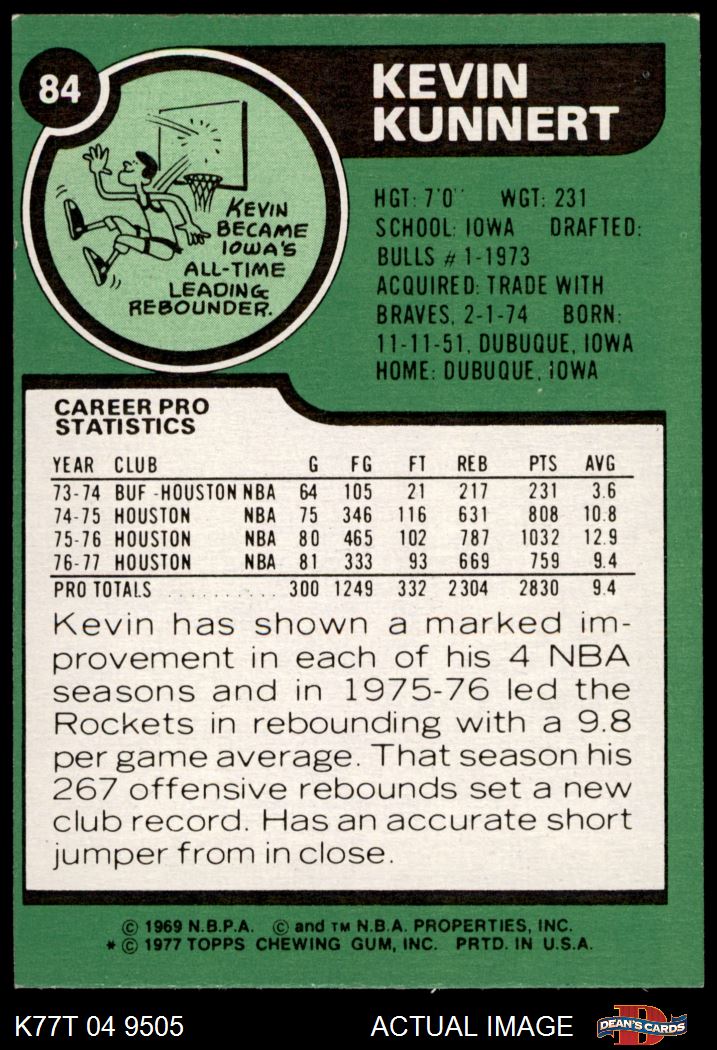 84
KEVIN
KUNNERT
KEVIN
BECAME
IOWA'S
ALL-TIME
LEADING
REBOUNDER.
HGT: 7'0" WGT: 231
SCHOOL: IOWA DRAFTED:
BULLS # 1-1973
ACQUIRED: TRADE WITH
BRAVES, 2-1-74 BORN:
11-11-51, DUBUQUE, IOWA
HOME: DUBUQUE, IOWA
CAREER PRO
STATISTICS
YEAR CLUB G FG FT REB PTS AVG
73-74 BUF -HOUSTON NBA 64 105 21 217 231 3.6
74-75 HOUSTON NBA 75 346 116 631 808 10.8
75-76 HOUSTON NBA 80 465 102 787 1032 12.9
76-77 HOUSTON NBA 81 333 93 669 759 9.4
PRO TOTALS .......... 300 1249 332 2304 2830 9.4
Kevin has shown a marked im-
provement in each of his 4 NBA
seasons and in 1975-76 led the
Rockets in rebounding with a 9.8
per game average. That season his
267 offensive rebounds set a new
club record. Has an accurate short
jumper from in close.
© 1969 N.B.P.A. © and TM N.B.A. PROPERTIES, INC.
* © 1977 TOPPS CHEWING GUM, INC. PRTD. IN U.S.A.
K77T 04 9505 ACTUAL IMAGE D DEAN'S CARDS